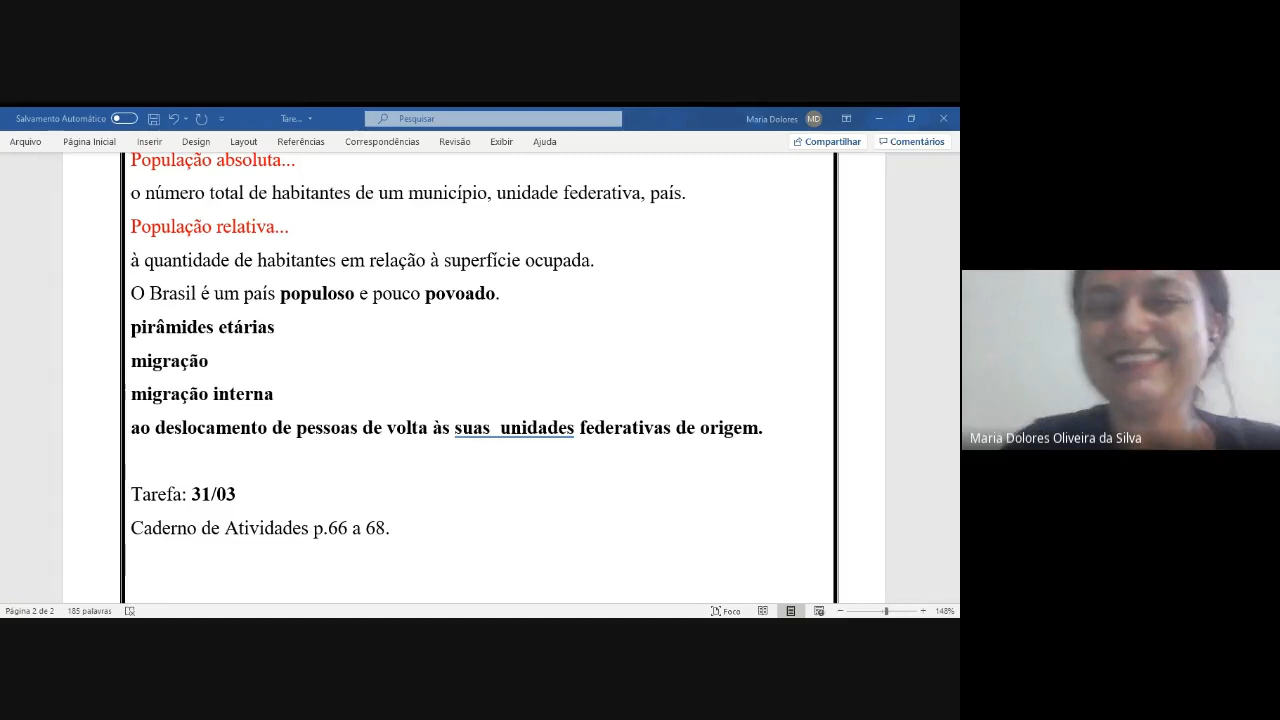 Salvamento Automático
Tare...
Pesquisar
Maria Dolores
MD
Arquivo
Página Inicial
Inserir
Design
Layout
Referências
Correspondências
Revisão
Exibir
Ajuda
Compartilhar
Comentários
População absoluta...
o número total de habitantes de um município, unidade federativa, país.
População relativa...
à quantidade de habitantes em relação à superfície ocupada.
O Brasil é um país populoso e pouco povoado.
pirâmides etárias
migração
migração interna
ao deslocamento de pessoas de volta às suas  unidades federativas de origem.
Tarefa: 31/03
Caderno de Atividades p.66 a 68.
Página 2 de 2
185 palavras
Foco
148%
Maria Dolores Oliveira da Silva